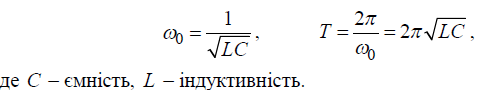 ω₀ = 1/√LC, T = 2π/ω₀ = 2π√LC,
де C – ємність, L – індуктивність.